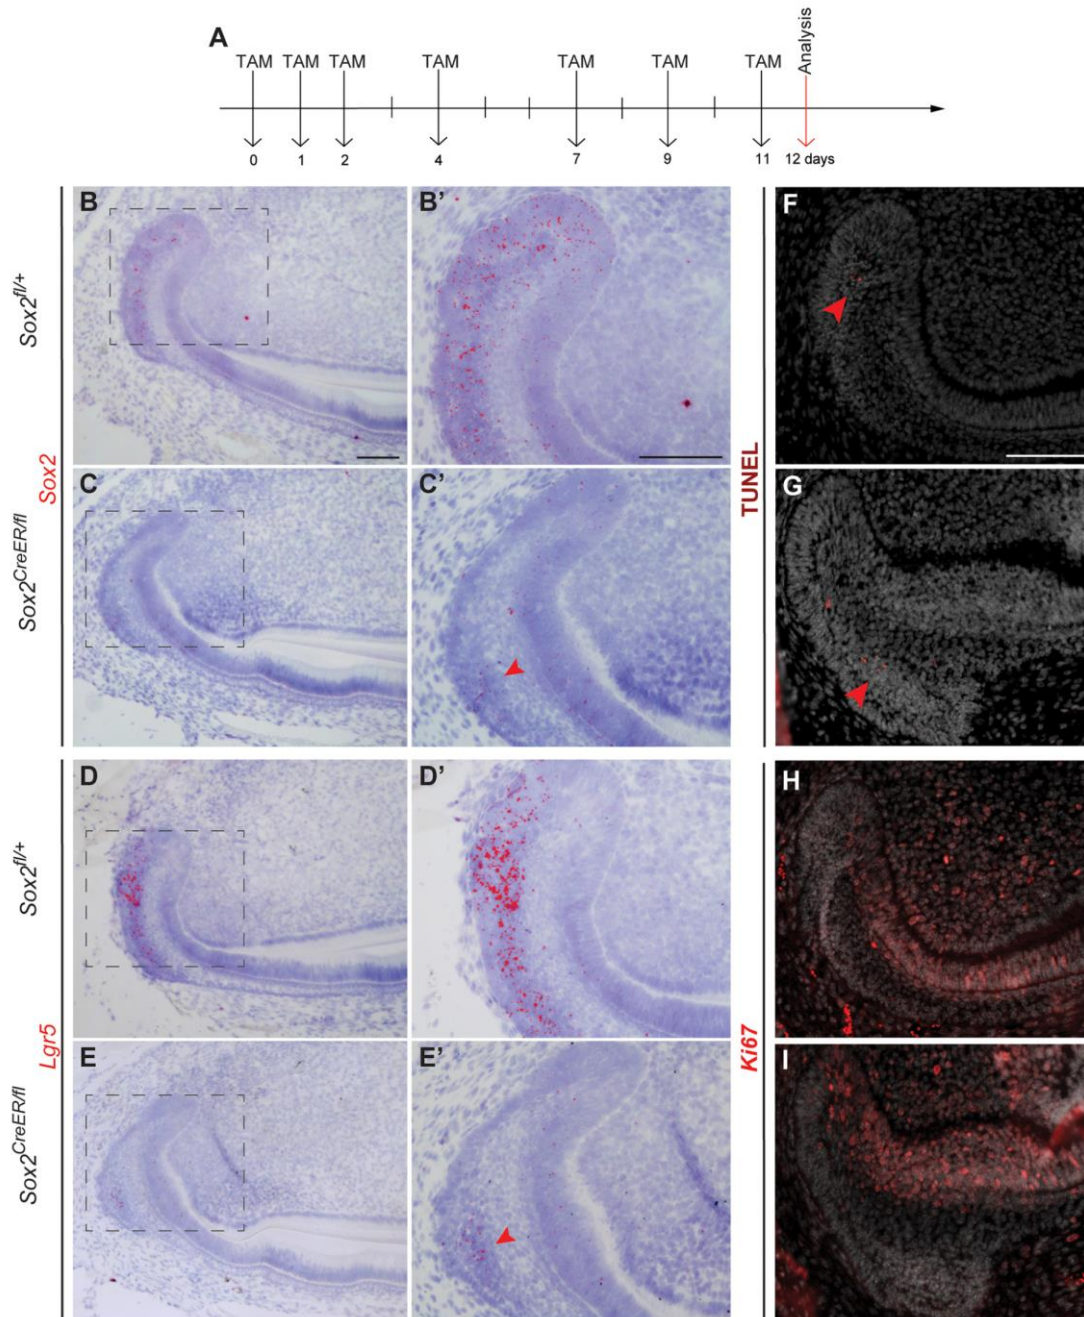 A
TAM TAM TAM TAM TAM TAM TAM Analysis
0 1 2 4 7 9 11 12 days
B B' F
Sox2fl/+
Sox2
TUNEL
C C' G
Sox2CreER/fl
D D' H
Sox2fl/+
Lgr5
Ki67
E E' I
Sox2CreER/fl